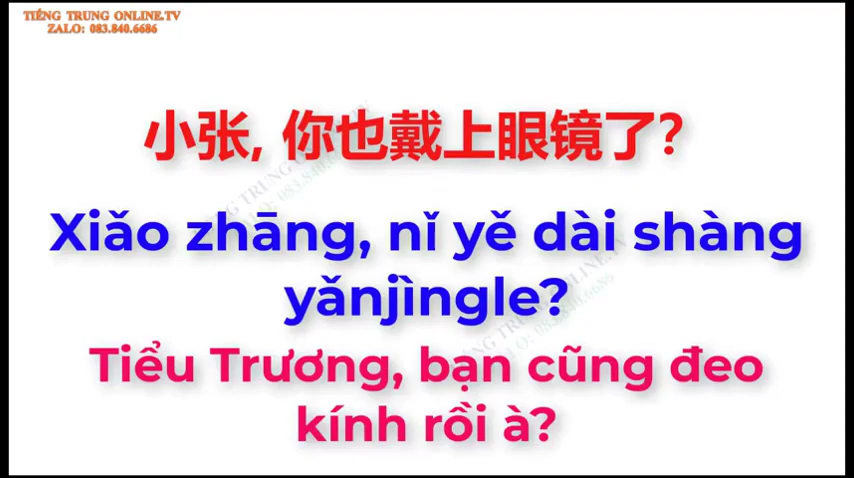 TIẾNG TRUNG ONLINE.TV
ZALO: 083.840.6686
小张, 你也戴上眼镜了?
Xiǎo zhāng, nǐ yě dài shàng
yǎnjìngle?
Tiểu Trương, bạn cũng đeo
kính rồi à?